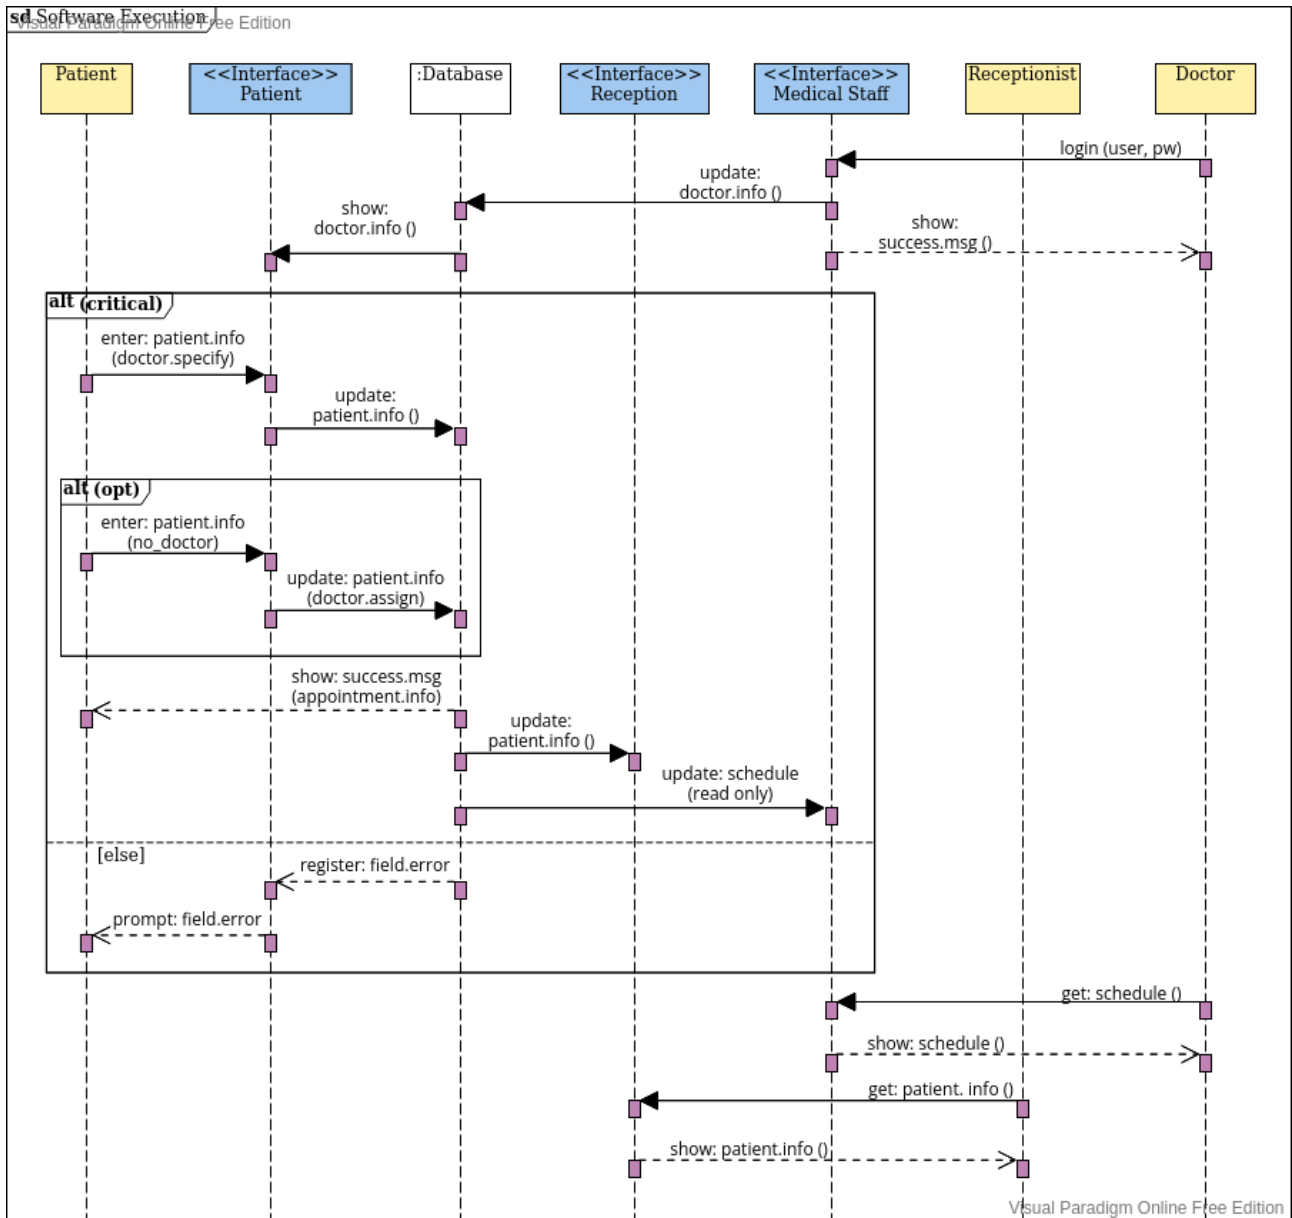 sd Software Execution
Visual Paradigm Online Free Edition
Patient
<<Interface>>
Patient
:Database
<<Interface>>
Reception
<<Interface>>
Medical Staff
Receptionist
Doctor
login (user, pw)
update:
doctor.info ()
show:
doctor.info ()
show:
success.msg ()
alt (critical)
enter: patient.info
(doctor.specify)
update:
patient.info ()
alt (opt)
enter: patient.info
(no_doctor)
update: patient.info
(doctor.assign)
show: success.msg
(appointment.info)
update:
patient.info ()
update: schedule
(read only)
[else]
register: field.error
prompt: field.error
get: schedule ()
show: schedule ()
get: patient. info ()
show: patient.info ()
Visual Paradigm Online Free Edition